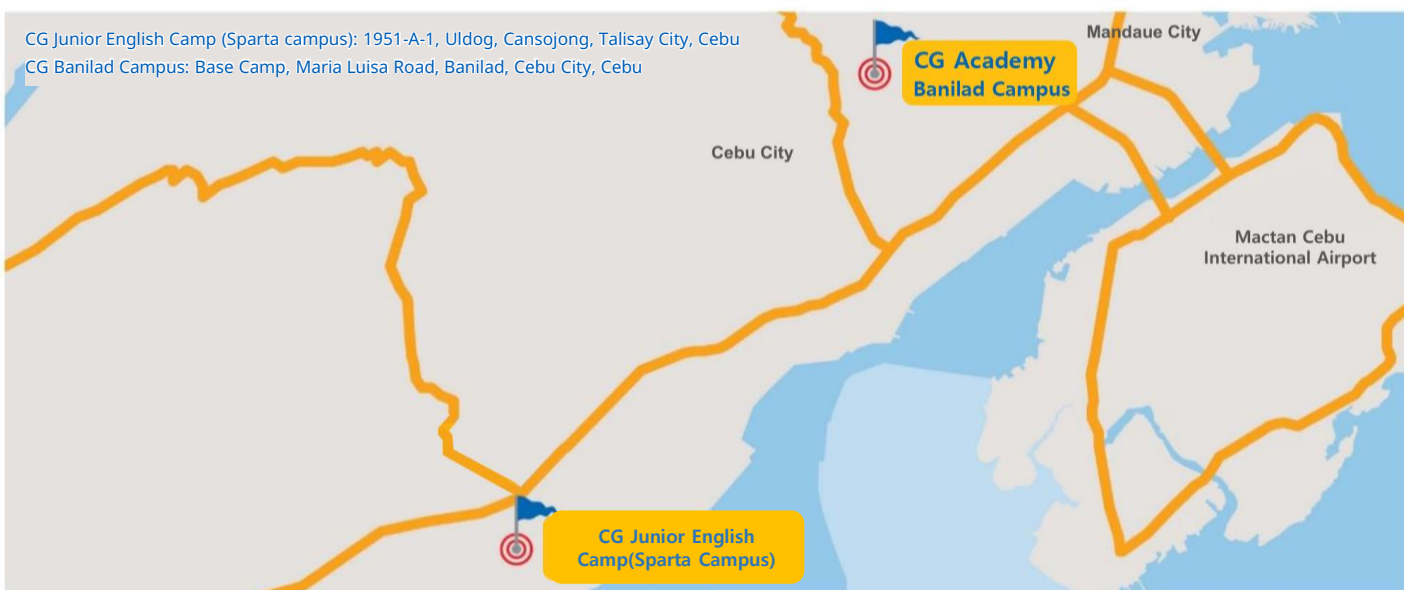 CG Junior English Camp (Sparta campus): 1951-A-1, Uldog, Cansojong, Talisay City, Cebu
CG Banilad Campus: Base Camp, Maria Luisa Road, Banilad, Cebu City, Cebu
Mandaue City
CG Academy
Banilad Campus
Cebu City
Mactan Cebu
International Airport
CG Junior English
Camp(Sparta Campus)